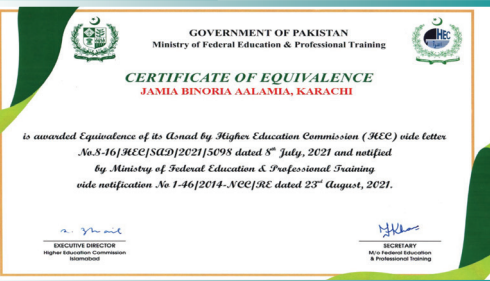 GOVERNMENT OF PAKISTAN
Ministry of Federal Education & Professional Training
HEC
CERTIFICATE OF EQUIVALENCE
JAMIA BINORIA AALAMIA, KARACHI
is awarded Equivalence of its Asnad by Higher Education Commission (HEC) vide letter
No.8-16/HEC/SAD/2021/5098 dated 8th July, 2021 and notified
by Ministry of Federal Education & Professional Training
vide notification No 1-46/2014-NCC/RE dated 23rd August, 2021.
EXECUTIVE DIRECTOR
Higher Education Commission
Islamabad
SECRETARY
M/o Federal Education
& Professional Training